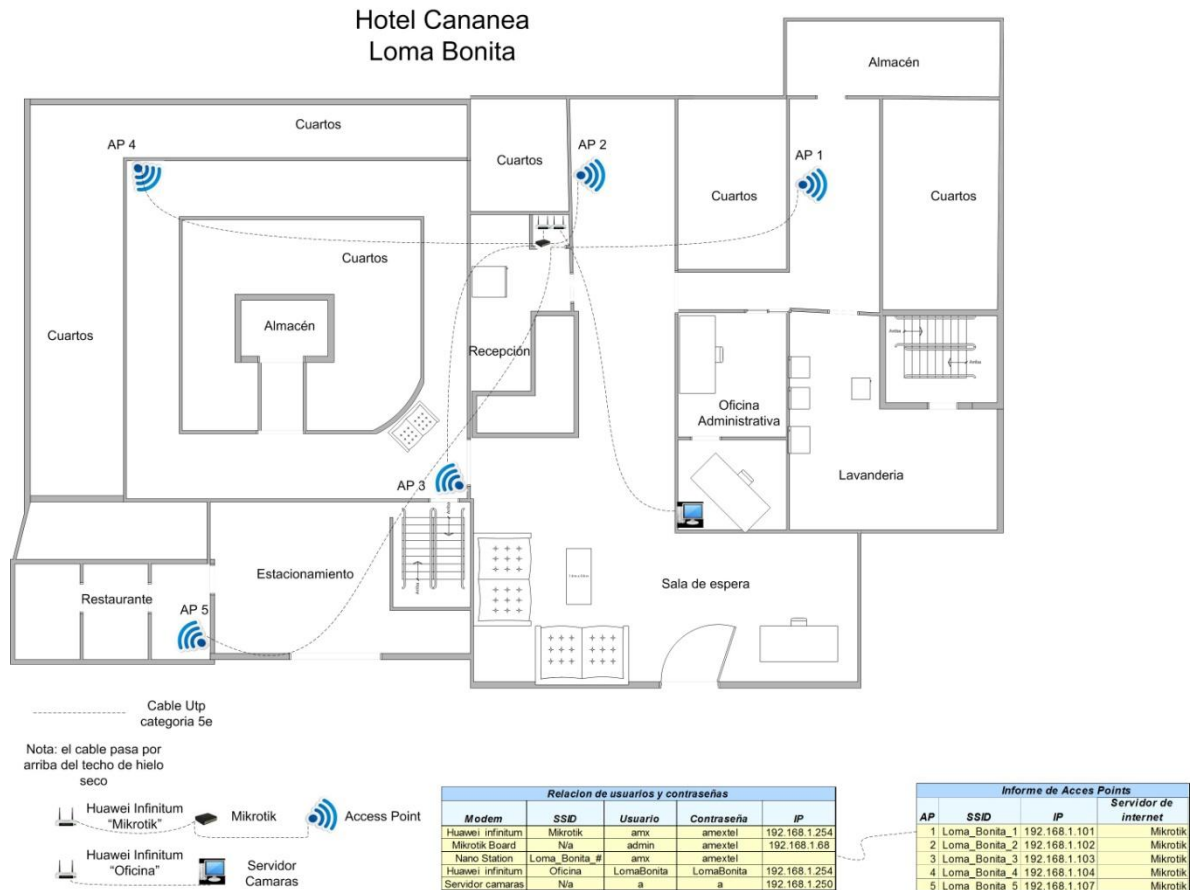 Hotel Cananea
Loma Bonita
Almacén
Cuartos
AP 4
AP 2
AP 1
Cuartos
Cuartos
Cuartos
Cuartos
Almacén
Cuartos
Recepción
Oficina
Administrativa
AP 3
Lavanderia
Estacionamiento
Sala de espera
Restaurante
AP 5
Cable Utp
categoria 5e
Nota: el cable pasa por
arriba del techo de hielo
seco
Huawei Infinitum
“Mikrotik”
Mikrotik
Access Point
Huawei Infinitum
“Oficina”
Servidor
Camaras
Relacion de usuarios y contraseñas
Modem SSID Usuario Contraseña IP
Huawei infinitum Mikrotik amx amextel 192.168.1.254
Mikrotik Board N/a admin amextel 192.168.1.68
Nano Station Loma_Bonita_# amx amextel
Huawei infinitum Oficina LomaBonita LomaBonita 192.168.1.254
Servidor camaras N/a a a 192.168.1.250
Informe de Acces Points
AP SSID IP Servidor de internet
1 Loma_Bonita_1 192.168.1.101 Mikrotik
2 Loma_Bonita_2 192.168.1.102 Mikrotik
3 Loma_Bonita_3 192.168.1.103 Mikrotik
4 Loma_Bonita_4 192.168.1.104 Mikrotik
5 Loma_Bonita_5 192.168.1.107 Mikrotik